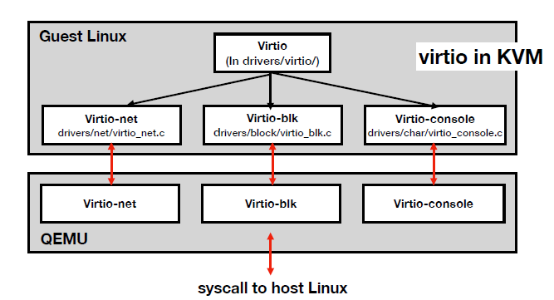 Guest Linux
Virtio
(In drivers/virtio/)
virtio in KVM
Virtio-net
drivers/net/virtio_net.c
Virtio-blk
drivers/block/virtio_blk.c
Virtio-console
drivers/char/virtio_console.c
Virtio-net
Virtio-blk
Virtio-console
QEMU
syscall to host Linux